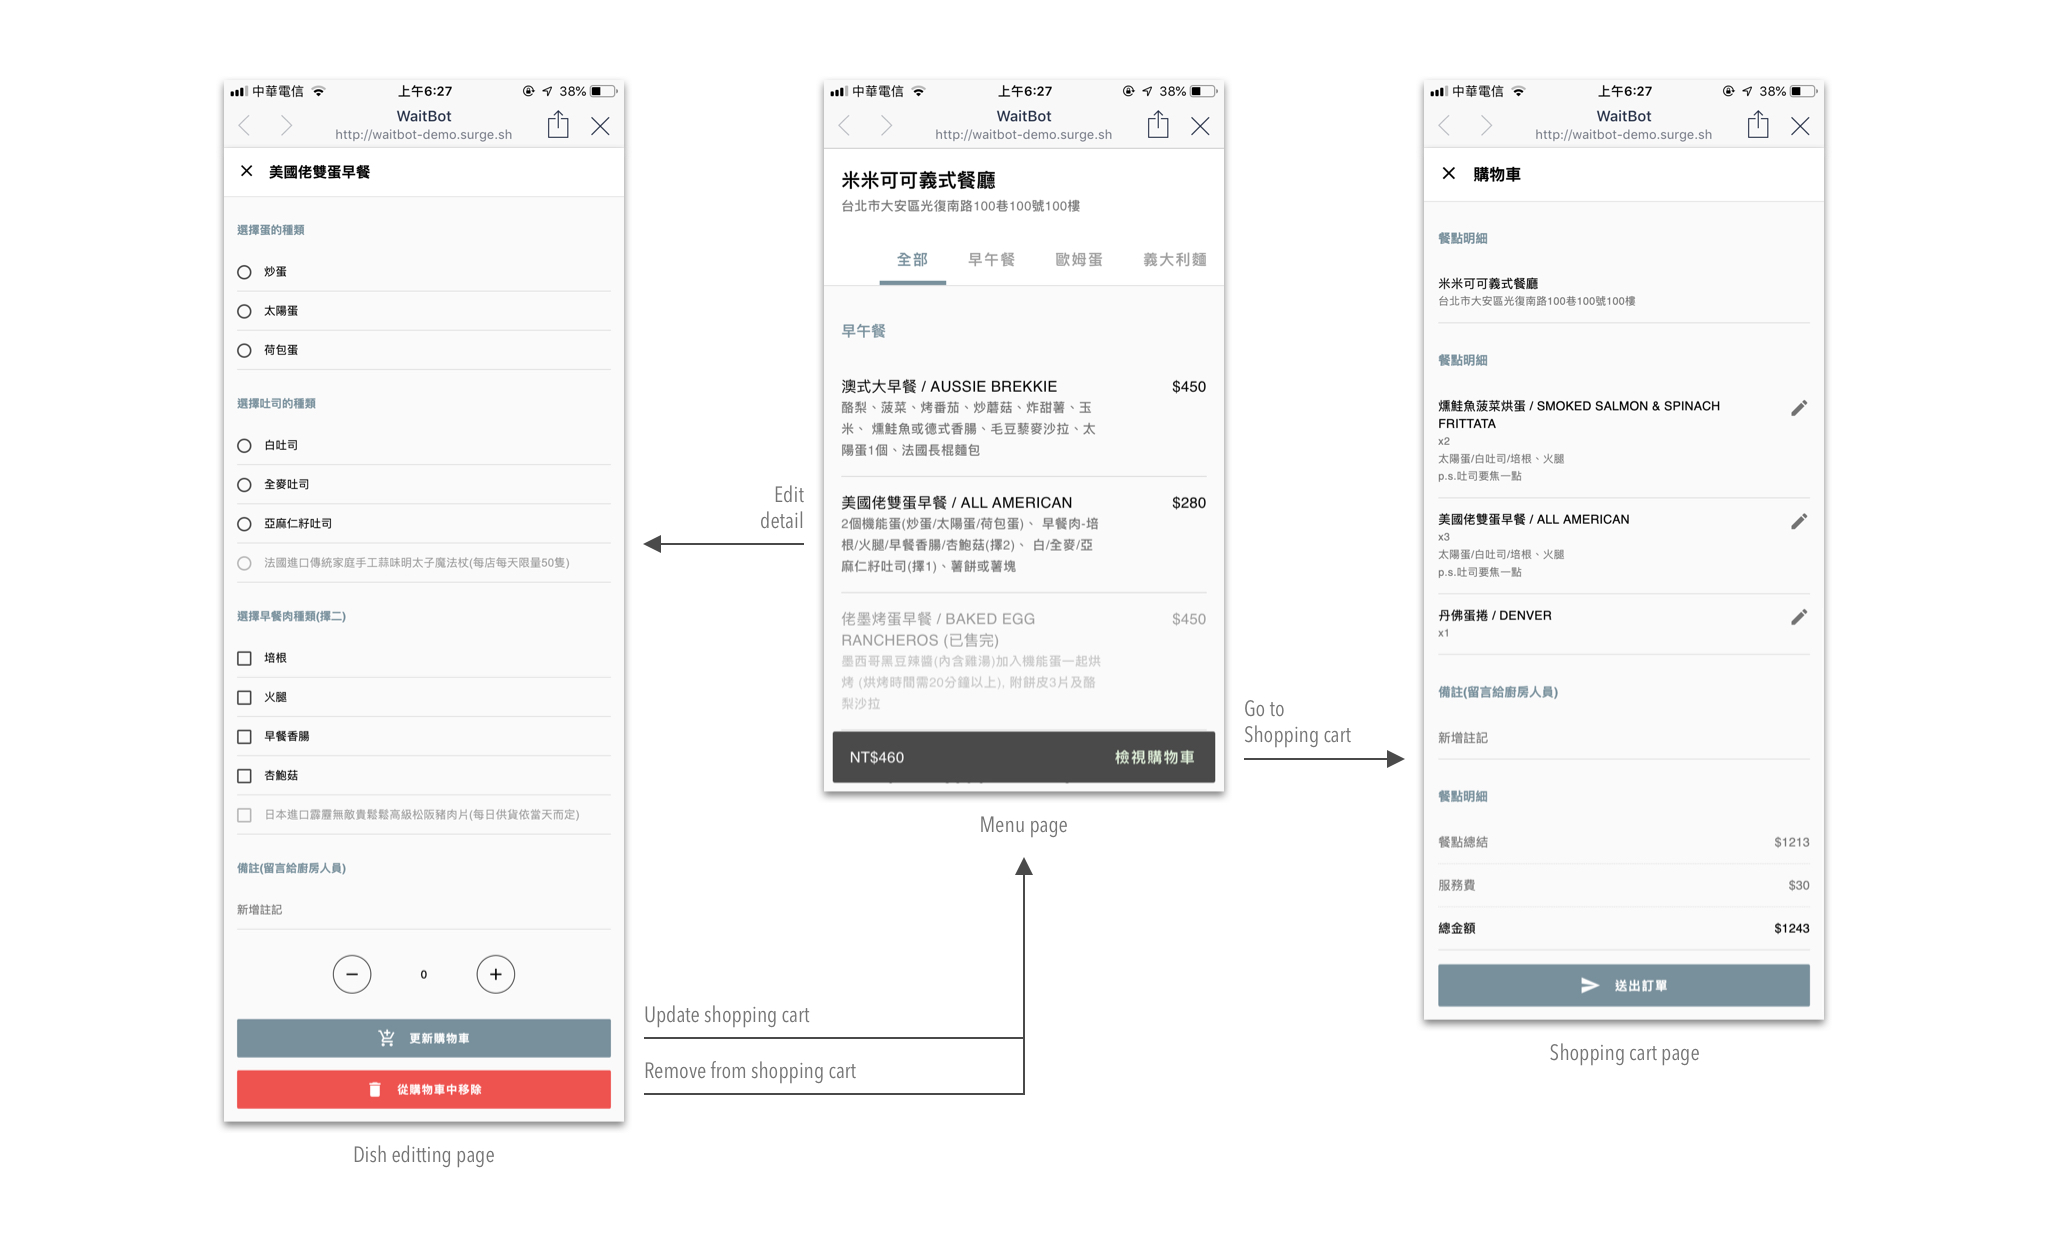 中華電信
上午6:27
38%
WaitBot
http://waitbot-demo.surge.sh
美國佬雙蛋早餐
選擇蛋的種類
炒蛋
太陽蛋
荷包蛋
選擇吐司的種類
白吐司
全麥吐司
亞麻仁籽吐司
法國進口傳統家庭手工蒜味明太子魔法杖(每店每天限量50隻)
選擇早餐肉種類(擇二)
培根
火腿
早餐香腸
杏鮑菇
日本進口霹靂無敵貴鬆鬆高級松阪豬肉片(每日供貨依當天而定)
備註(留言給廚房人員)
新增註記
0
更新購物車
從購物車中移除
Dish editting page
Edit
detail
Update shopping cart
Remove from shopping cart
中華電信
上午6:27
38%
WaitBot
http://waitbot-demo.surge.sh
米米可可義式餐廳
台北市大安區光復南路100巷100號100樓
全部
早午餐
歐姆蛋
義大利麵
早午餐
澳式大早餐 / AUSSIE BREKKIE
$450
酪梨、菠菜、烤番茄、炒蘑菇、炸甜薯、玉
米、 燻鮭魚或德式香腸、毛豆藜麥沙拉、太
陽蛋1個、法國長棍麵包
美國佬雙蛋早餐 / ALL AMERICAN
$280
2個機能蛋(炒蛋/太陽蛋/荷包蛋)、 早餐肉-培
根/火腿/早餐香腸/杏鮑菇(擇2)、 白/全麥/亞
麻仁籽吐司(擇1)、薯餅或薯塊
佬墨烤蛋早餐 / BAKED EGG
$450
RANCHEROS (已售完)
墨西哥黑豆辣醬(內含雞湯)加入機能蛋一起烘
烤 (烘烤時間需20分鐘以上), 附餅皮3片及酪
梨沙拉
NT$460
檢視購物車
Menu page
Go to
Shopping cart
中華電信
上午6:27
38%
WaitBot
http://waitbot-demo.surge.sh
購物車
餐點明細
米米可可義式餐廳
台北市大安區光復南路100巷100號100樓
餐點明細
燻鮭魚菠菜烘蛋 / SMOKED SALMON & SPINACH
FRITTATA
x2
太陽蛋/白吐司/培根、火腿
p.s.吐司要焦一點
美國佬雙蛋早餐 / ALL AMERICAN
x3
太陽蛋/白吐司/培根、火腿
p.s.吐司要焦一點
丹佛蛋捲 / DENVER
x1
備註(留言給廚房人員)
新增註記
餐點明細
餐點總結
$1213
服務費
$30
總金額
$1243
送出訂單
Shopping cart page